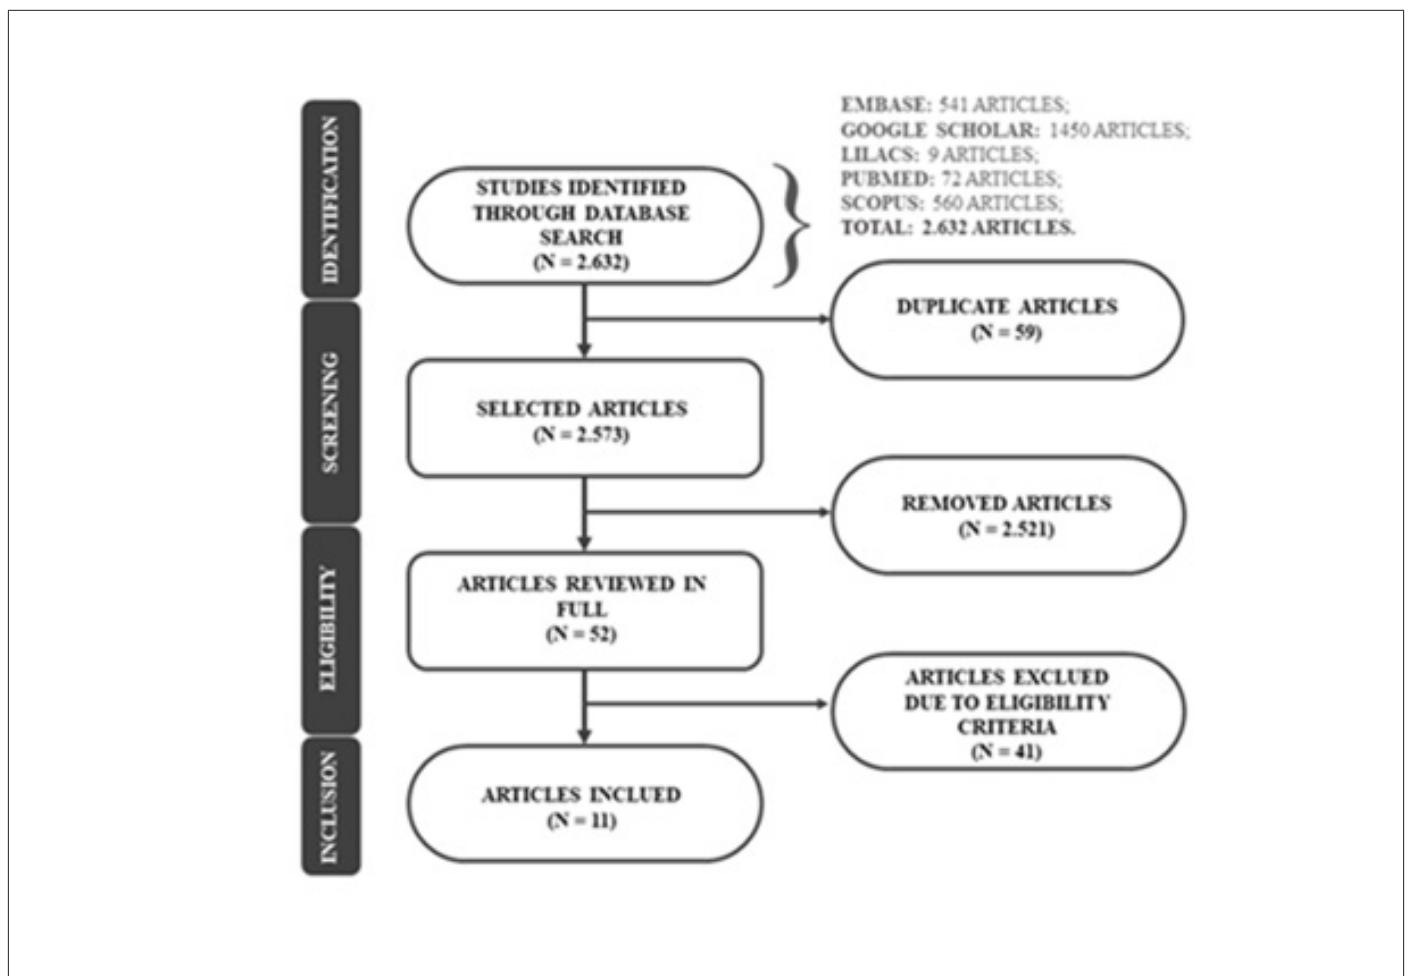 IDENTIFICATION
EMBASE: 541 ARTICLES;
GOOGLE SCHOLAR: 1450 ARTICLES;
LILACS: 9 ARTICLES;
PUBMED: 72 ARTICLES;
SCOPUS: 560 ARTICLES;
TOTAL: 2.632 ARTICLES.
STUDIES IDENTIFIED
THROUGH DATABASE
SEARCH
(N = 2.632)
DUPLICATE ARTICLES
(N = 59)
SCREENING
SELECTED ARTICLES
(N = 2.573)
REMOVED ARTICLES
(N = 2.521)
ELIGIBILITY
ARTICLES REVIEWED IN
FULL
(N = 52)
ARTICLES EXCLUED
DUE TO ELIGIBILITY
CRITERIA
(N = 41)
INCLUSION
ARTICLES INCLUED
(N = 11)